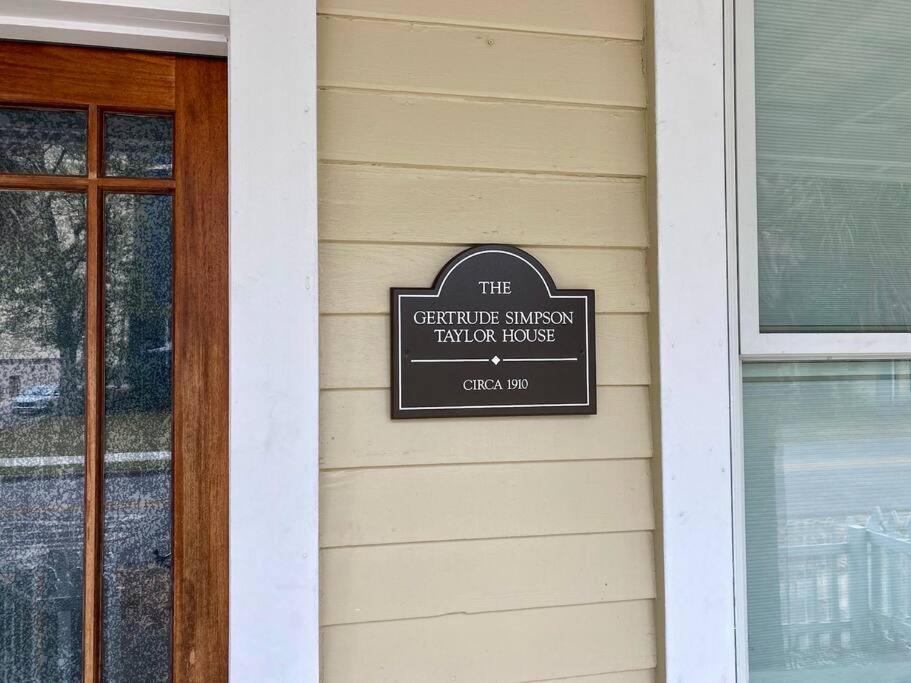 THE
GERTRUDE SIMPSON
TAYLOR HOUSE
CIRCA 1910